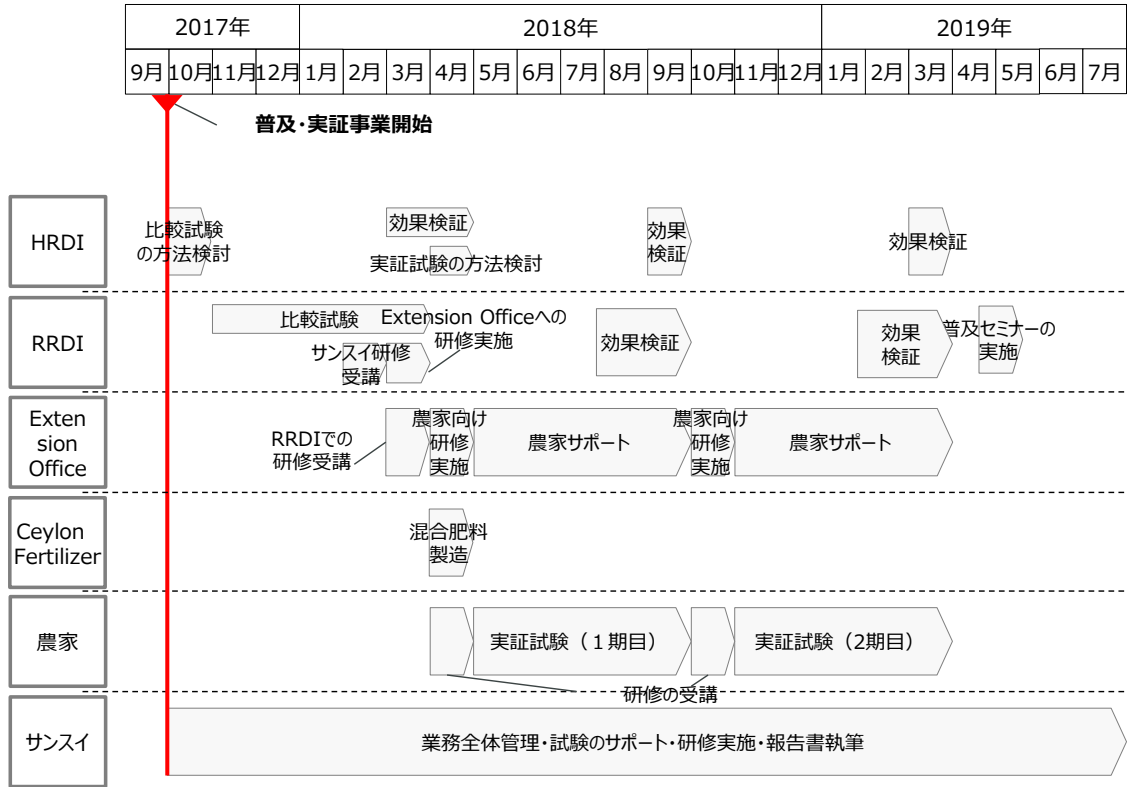 2017年
2018年
2019年
9月 10月 11月 12月 1月 2月 3月 4月 5月 6月 7月 8月 9月 10月 11月 12月 1月 2月 3月 4月 5月 6月 7月
普及・実証事業開始
HRDI
比較試験
の方法検討
効果検証
実証試験の方法検討
効果
検証
効果検証
RRDI
比較試験
サンスイ研修
受講
Extension Officeへの
研修実施
効果検証
効果
検証
普及セミナーの
実施
Exten
sion
Office
RRDIでの
研修受講
農家向け
研修
実施
農家サポート
農家向け
研修
実施
農家サポート
Ceylon
Fertilizer
混合肥料
製造
農家
実証試験（１期目）
実証試験（2期目）
研修の受講
サンスイ
業務全体管理・試験のサポート・研修実施・報告書執筆